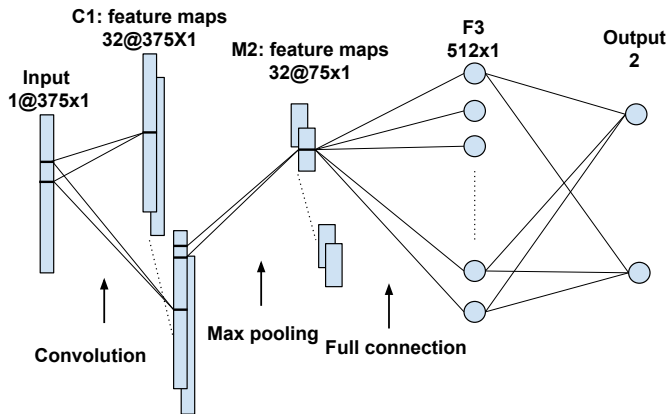 C1: feature maps
32@375X1
Input
1@375x1
M2: feature maps
32@75x1
F3
512x1
Output
2
Convolution
Max pooling
Full connection